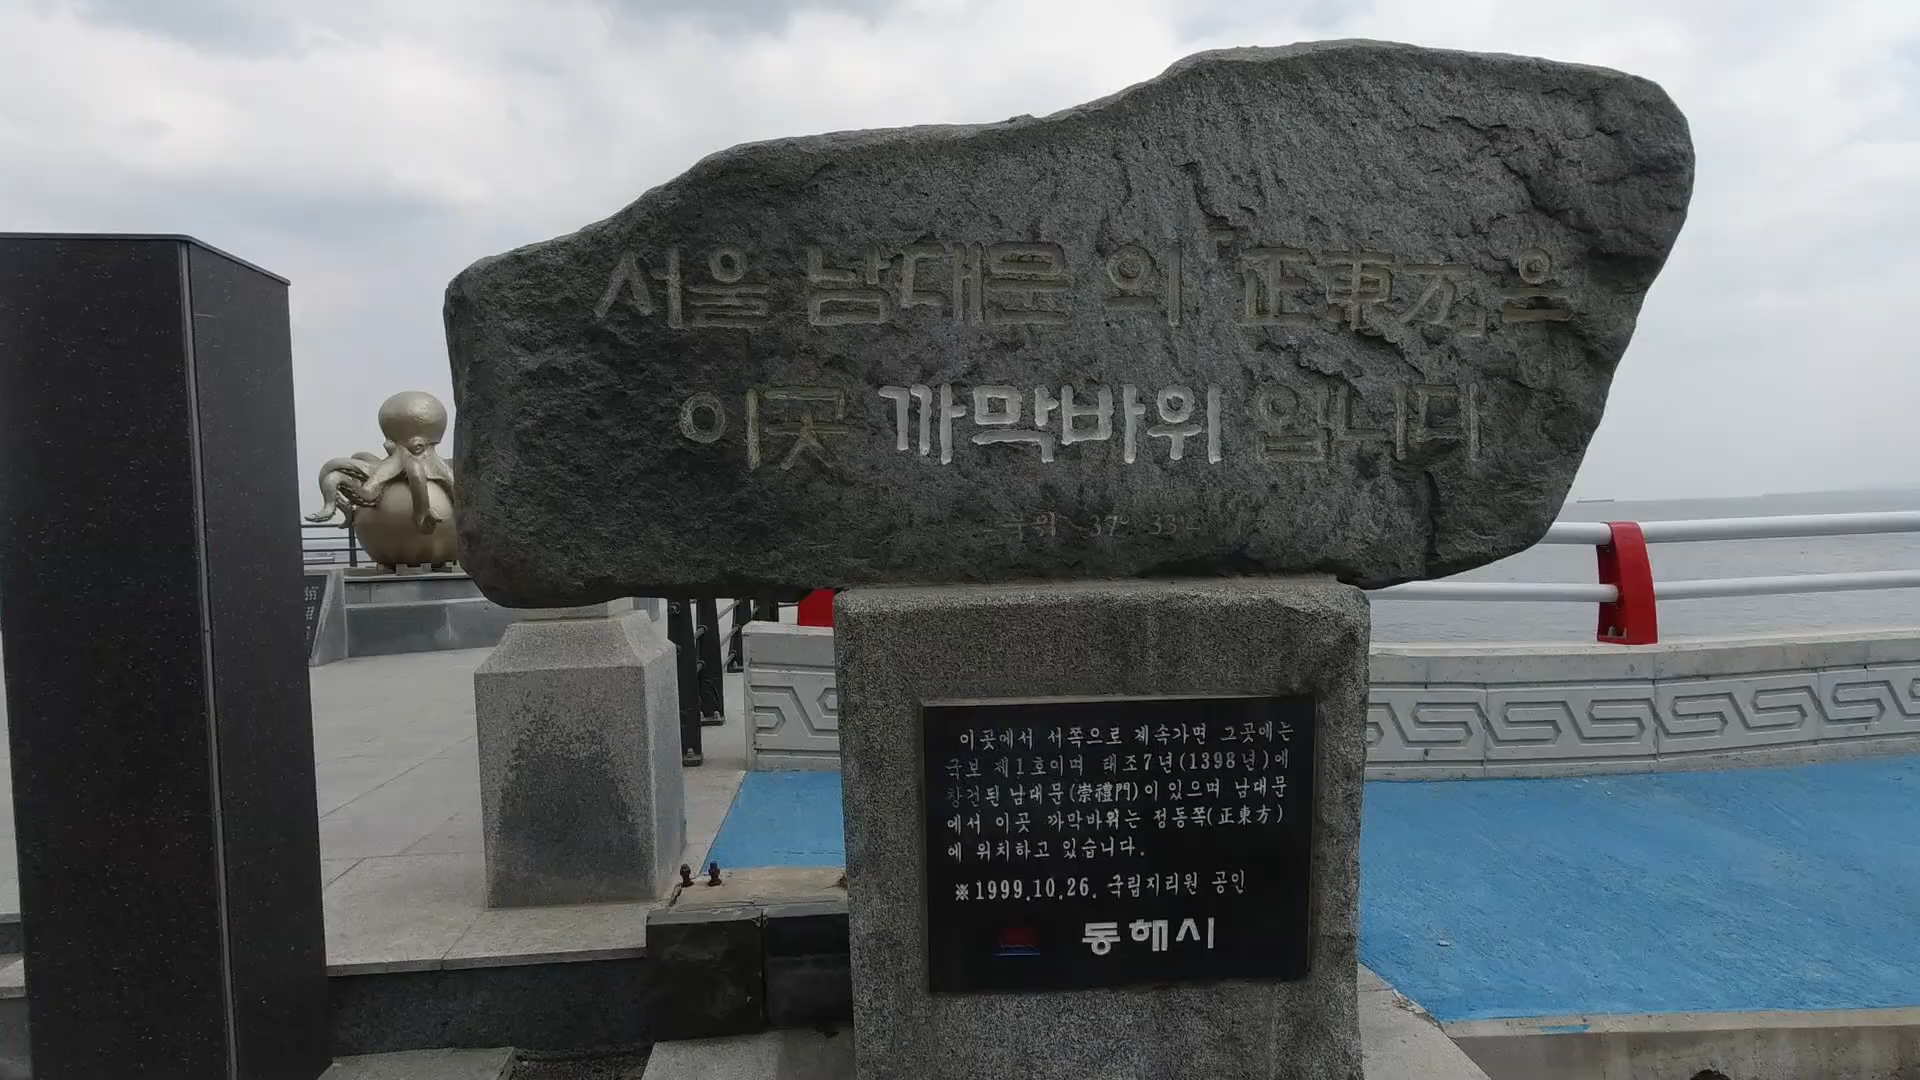 서울 남대문의 「正東方」은
이곳 까막바위 입니다
북위 37° 33′
이곳에서 서쪽으로 계속가면 그곳에는
국보 제1호이며 태조7년(1398년)에
창건된 남대문(崇禮門)이 있으며 남대문
에서 이곳 까막바위는 정동쪽(正東方)
에 위치하고 있습니다.
※1999.10.26. 국립지리원 공인
동해시